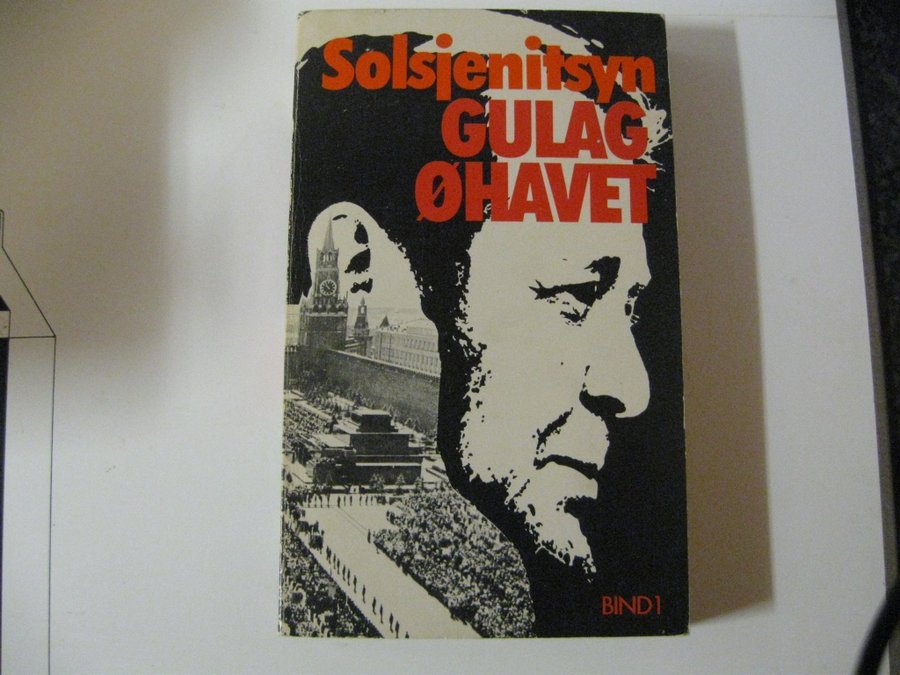 Solsjenitsyn
GULAG
ØHAVET
BIND 1